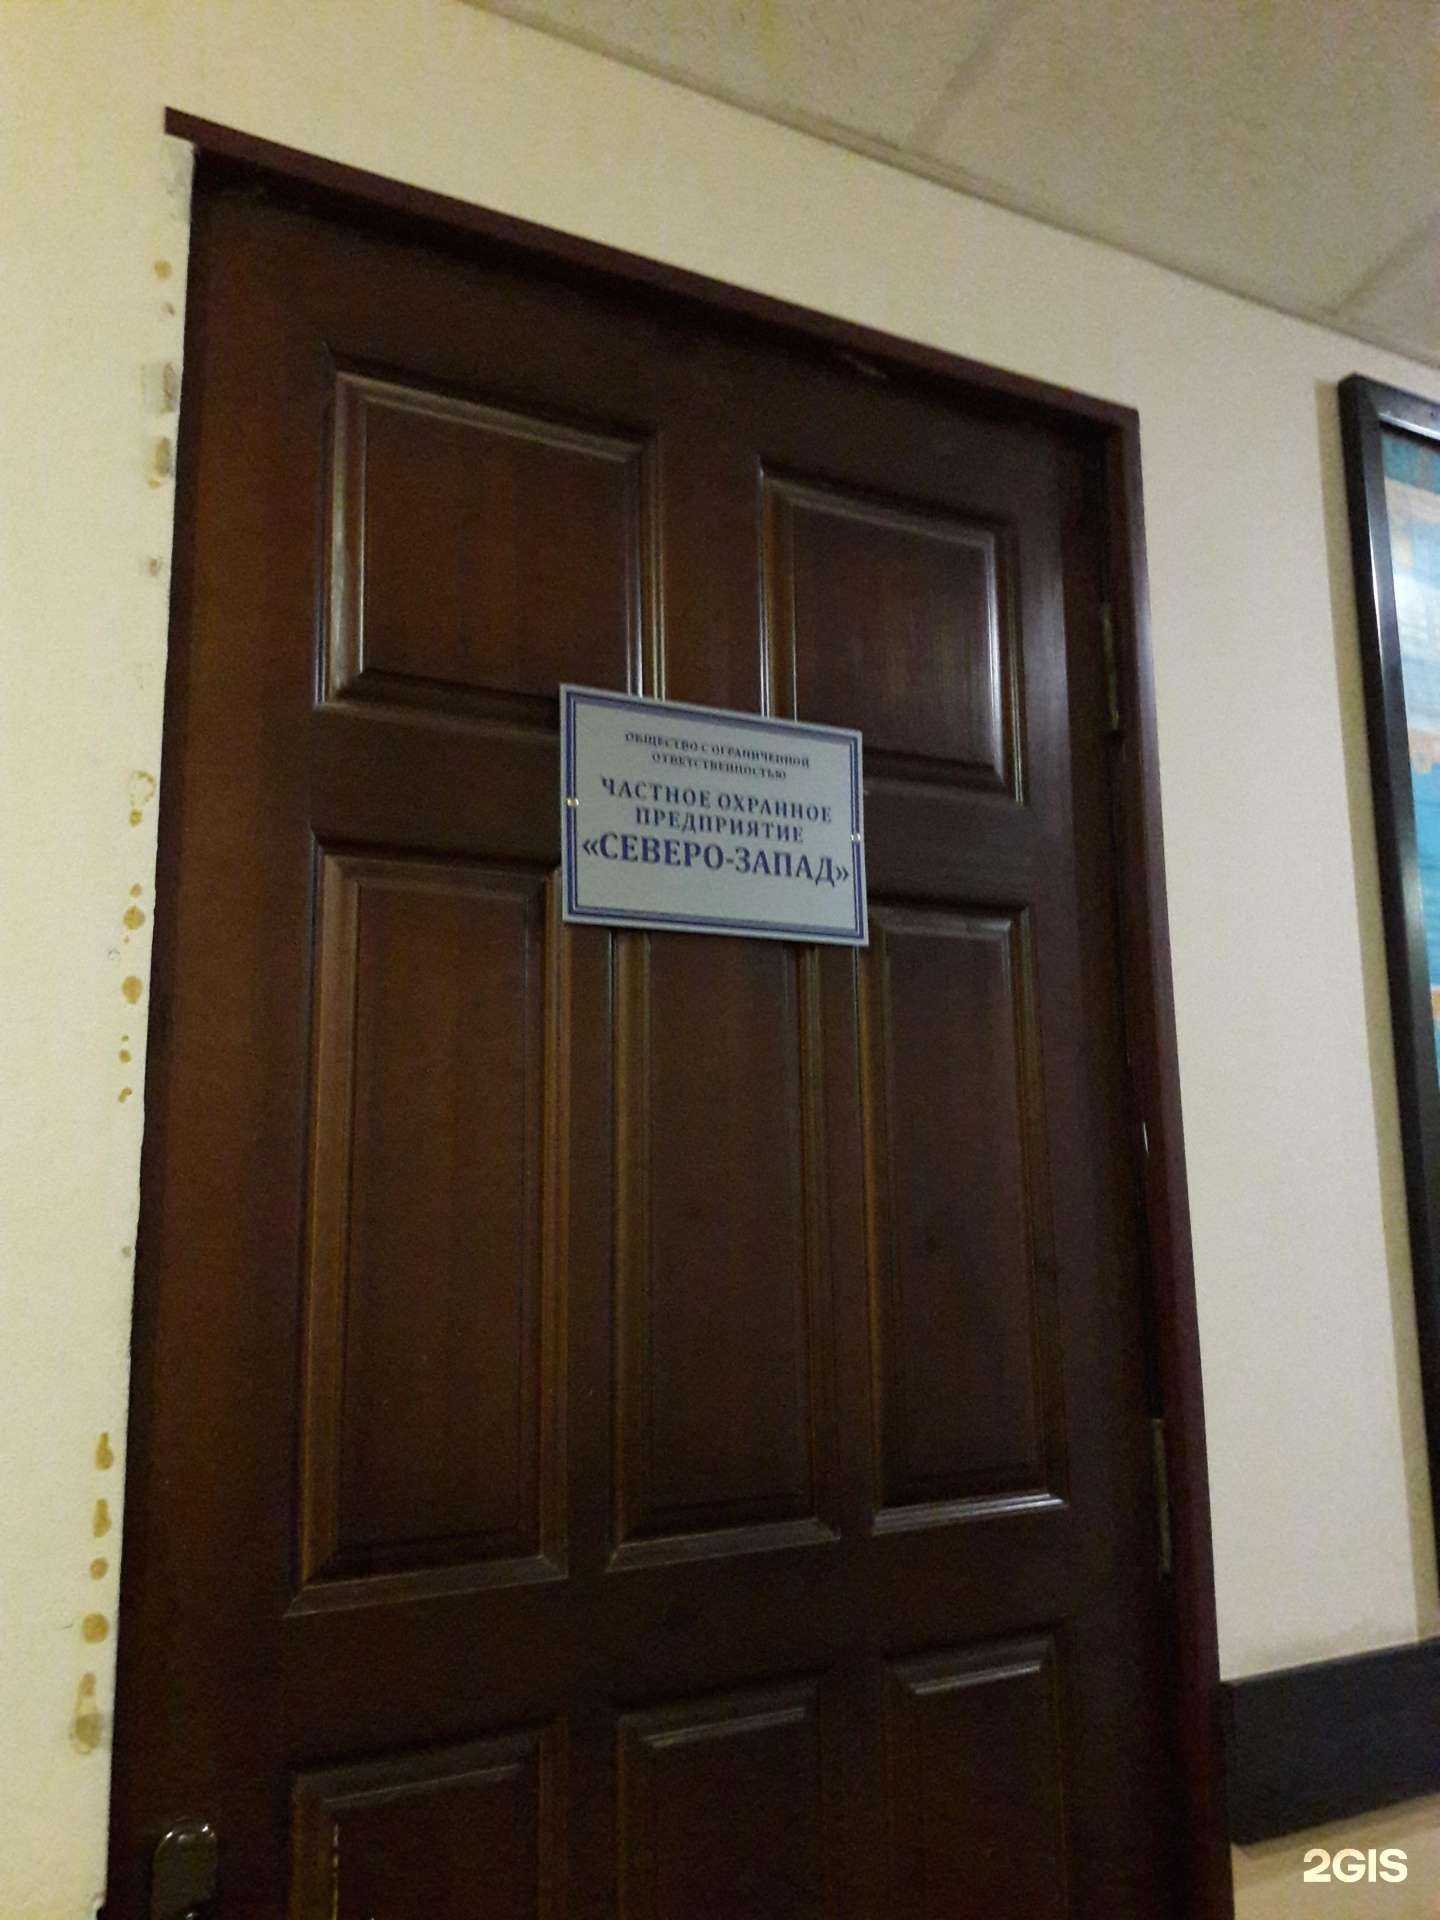 ОБЩЕСТВО С ОГРАНИЧЕННОЙ
ОТВЕТСТВЕННОСТЬЮ
ЧАСТНОЕ ОХРАННОЕ
ПРЕДПРИЯТИЕ
«СЕВЕРО-ЗАПАД»
2GIS